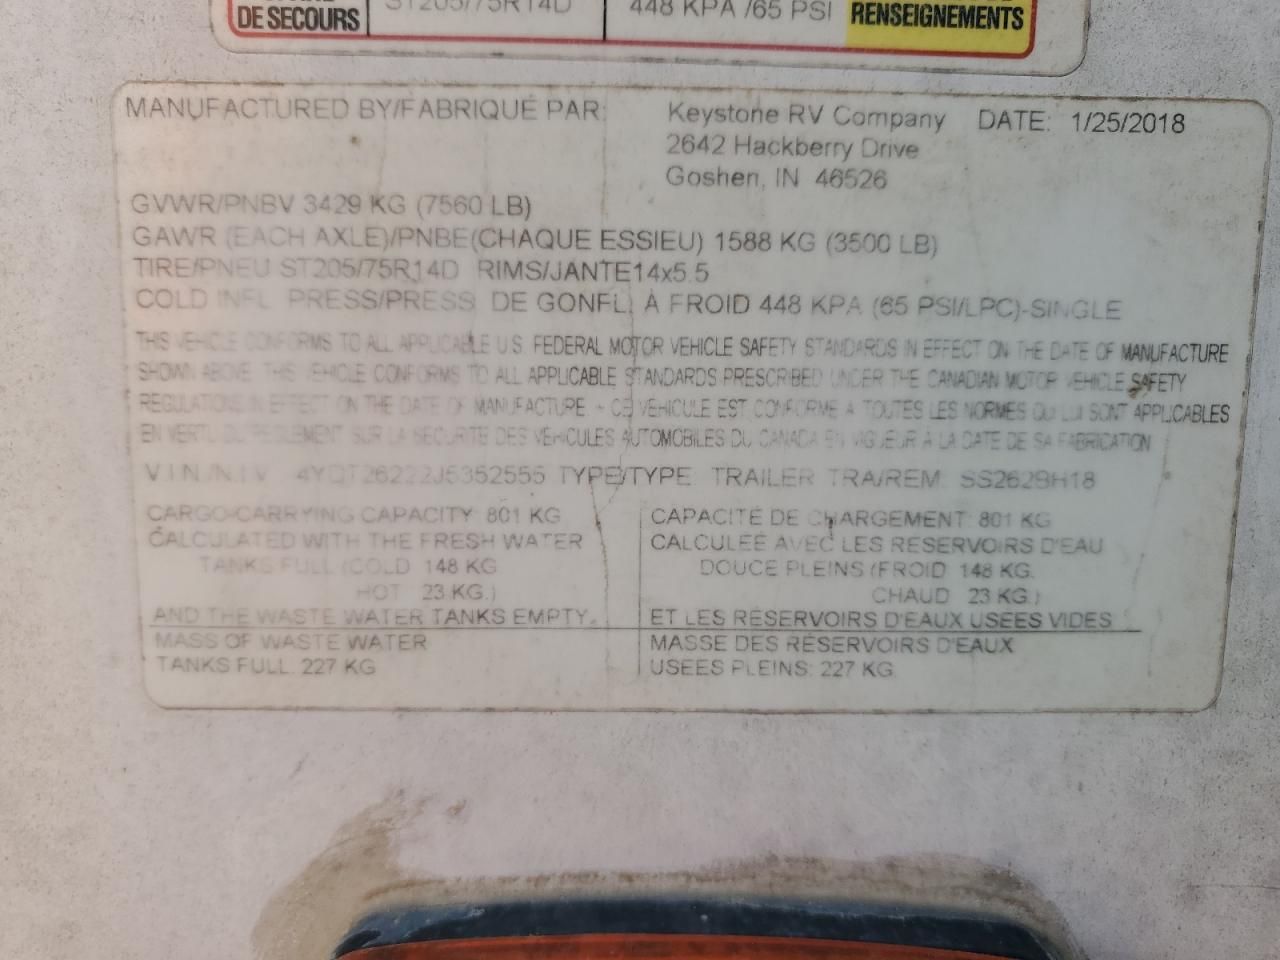 DE SECOURS ST205/75R14D 448 KPA /65 PSI RENSEIGNEMENTS
MANUFACTURED BY/FABRIQUÉ PAR: Keystone RV Company DATE: 1/25/2018
2642 Hackberry Drive
Goshen, IN 46526
GVWR/PNBV 3429 KG (7560 LB)
GAWR (EACH AXLE)/PNBE(CHAQUE ESSIEU) 1588 KG (3500 LB)
TIRE/PNEU ST205/75R14D RIMS/JANTE14x5.5
COLD INFL. PRESS/PRESS. DE GONFL. À FROID 448 KPA (65 PSI/LPC)-SINGLE
THIS VEHICLE CONFORMS TO ALL APPLICABLE U.S. FEDERAL MOTOR VEHICLE SAFETY STANDARDS IN EFFECT ON THE DATE OF MANUFACTURE
SHOWN ABOVE. THIS VEHICLE CONFORMS TO ALL APPLICABLE STANDARDS PRESCRIBED UNDER THE CANADIAN MOTOR VEHICLE SAFETY
REGULATIONS IN EFFECT ON THE DATE OF MANUFACTURE. - CE VÉHICULE EST CONFORME À TOUTES LES NORMES QUI LUI SONT APPLICABLES
EN VERTU DU RÈGLEMENT SUR LA SÉCURITÉ DES VÉHICULES AUTOMOBILES DU CANADA EN VIGUEUR À LA DATE DE SA FABRICATION
V.I.N./N.I.V. 4YDT26222J5352555 TYPE/TYPE: TRAILER TRA/REM: SS262BH18
CARGO-CARRYING CAPACITY: 801 KG CAPACITÉ DE CHARGEMENT: 801 KG
CALCULATED WITH THE FRESH WATER CALCULÉE AVEC LES RÉSERVOIRS D'EAU
TANKS FULL (COLD 148 KG DOUCE PLEINS (FROID 148 KG.
HOT 23 KG.) CHAUD 23 KG.)
AND THE WASTE WATER TANKS EMPTY. ET LES RÉSERVOIRS D'EAUX USÉES VIDES
MASS OF WASTE WATER MASSE DES RÉSERVOIRS D'EAUX
TANKS FULL: 227 KG USÉES PLEINS: 227 KG